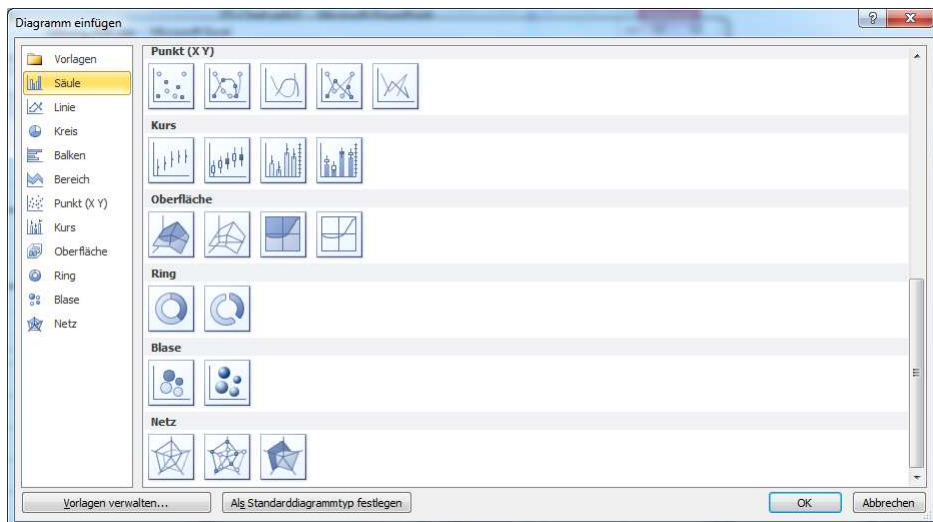 Diagramm einfügen
Vorlagen
Säule
Linie
Kreis
Balken
Bereich
Punkt (X Y)
Kurs
Oberfläche
Ring
Blase
Netz
Punkt (X Y)
Kurs
Oberfläche
Ring
Blase
Netz
Vorlagen verwalten...
Als Standarddiagrammtyp festlegen
OK
Abbrechen